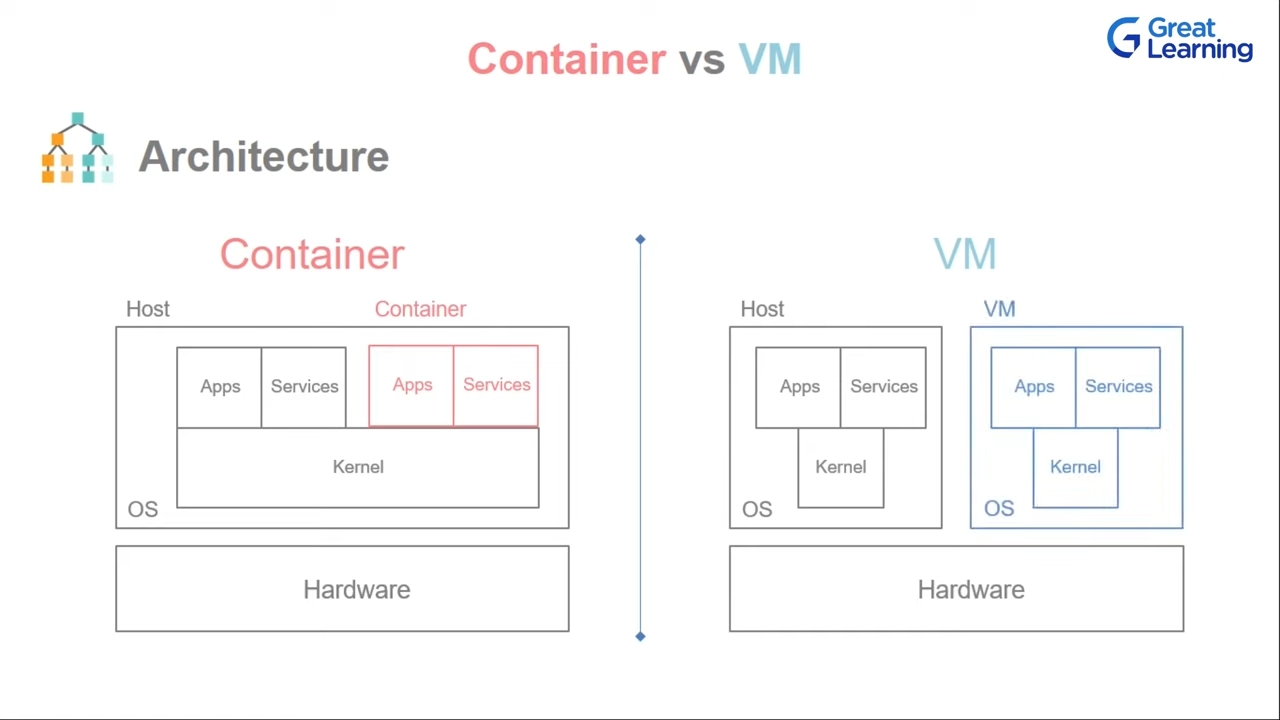 Great
Learning
Container vs VM
Architecture
Container
Host
Container
Apps
Services
Apps
Services
Kernel
OS
Hardware
VM
Host
VM
Apps
Services
Kernel
OS
Apps
Services
Kernel
OS
Hardware